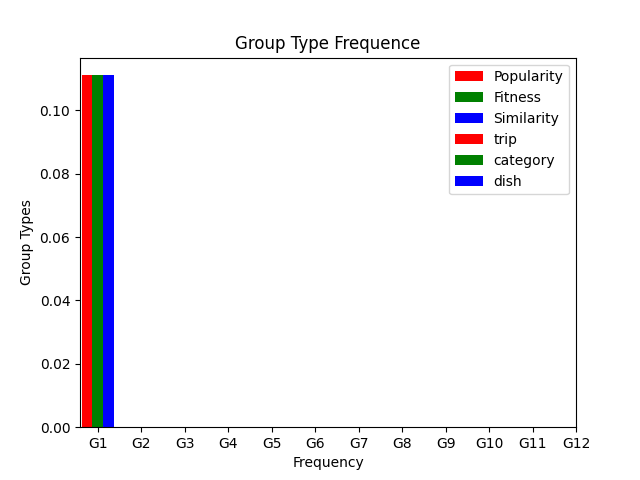 Group Type Frequence
Popularity
Fitness
Similarity
trip
category
dish
0.10
0.08
0.06
0.04
0.02
0.00
Group Types
G1 G2 G3 G4 G5 G6 G7 G8 G9 G10 G11 G12
Frequency